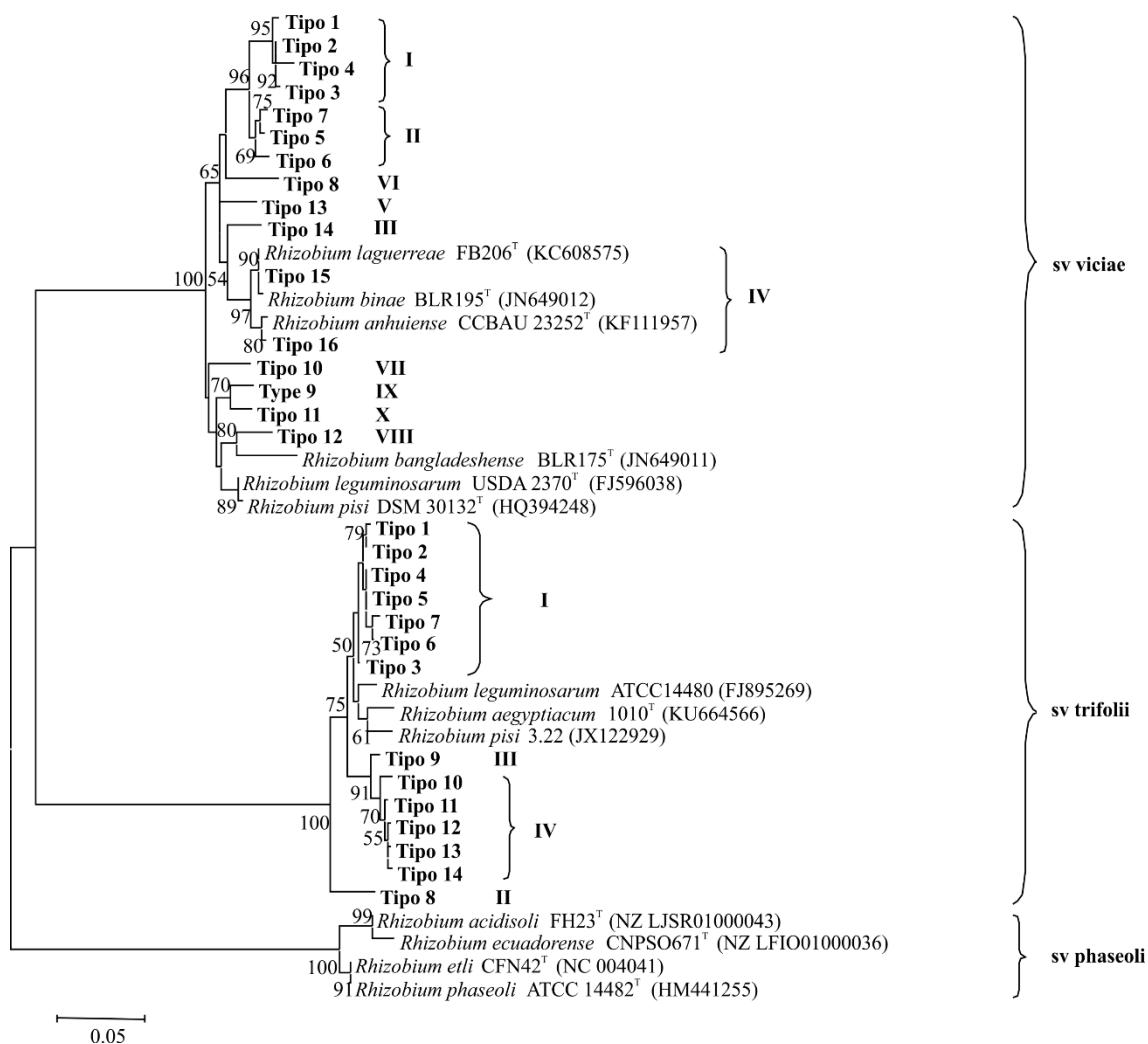 95
Tipo 1
Tipo 2
I
Tipo 4
96
92
Tipo 3
75
Tipo 7
Tipo 5
II
69
Tipo 6
65
Tipo 8 VI
Tipo 13 V
Tipo 14 III
Rhizobium laguerreae FB206T (KC608575)
90
Tipo 15
100
54
Rhizobium binae BLR195T (JN649012)
IV
sv viciae
97
Rhizobium anhuiense CCBAU 23252T (KF111957)
80
Tipo 16
Tipo 10 VII
70
Type 9 IX
Tipo 11 X
80
Tipo 12 VIII
Rhizobium bangladeshense BLR175T (JN649011)
Rhizobium leguminosarum USDA 2370T (FJ596038)
89
Rhizobium pisi DSM 30132T (HQ394248)
79
Tipo 1
Tipo 2
Tipo 4
Tipo 5
I
Tipo 7
50
73
Tipo 6
Tipo 3
Rhizobium leguminosarum ATCC14480 (FJ895269)
75
Rhizobium aegyptiacum 1010T (KU664566)
sv trifolii
61
Rhizobium pisi 3.22 (JX122929)
Tipo 9 III
Tipo 10
91
Tipo 11
70
100
Tipo 12
IV
55
Tipo 13
Tipo 14
Tipo 8 II
99
Rhizobium acidisoli FH23T (NZ LJSR01000043)
Rhizobium ecuadorense CNPSO671T (NZ LFIO01000036)
sv phaseoli
100
Rhizobium etli CFN42T (NC 004041)
91
Rhizobium phaseoli ATCC 14482T (HM441255)
0.05